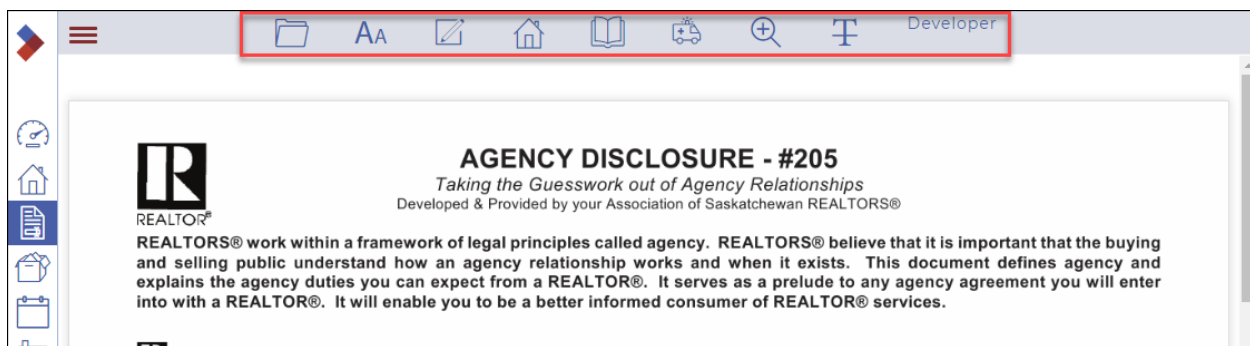 Developer
AGENCY DISCLOSURE - #205
Taking the Guesswork out of Agency Relationships
Developed & Provided by your Association of Saskatchewan REALTORS®
R
REALTOR®
REALTORS® work within a framework of legal principles called agency. REALTORS® believe that it is important that the buying
and selling public understand how an agency relationship works and when it exists. This document defines agency and
explains the agency duties you can expect from a REALTOR®. It serves as a prelude to any agency agreement you will enter
into with a REALTOR®. It will enable you to be a better informed consumer of REALTOR® services.